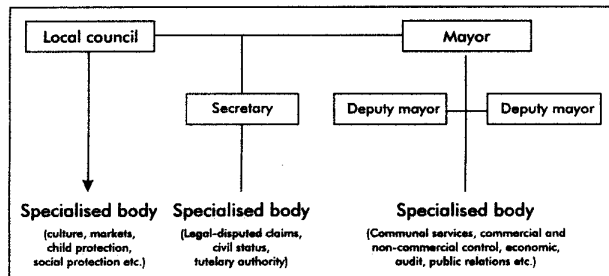 Local council
Mayor
Secretary
Deputy mayor
Deputy mayor
Specialised body
(culture, markets,
child protection,
social protection etc.)
Specialised body
(Legal-disputed claims,
civil status,
tutelary authority)
Specialised body
(Communal services, commercial and
non-commercial control, economic,
audit, public relations etc.)